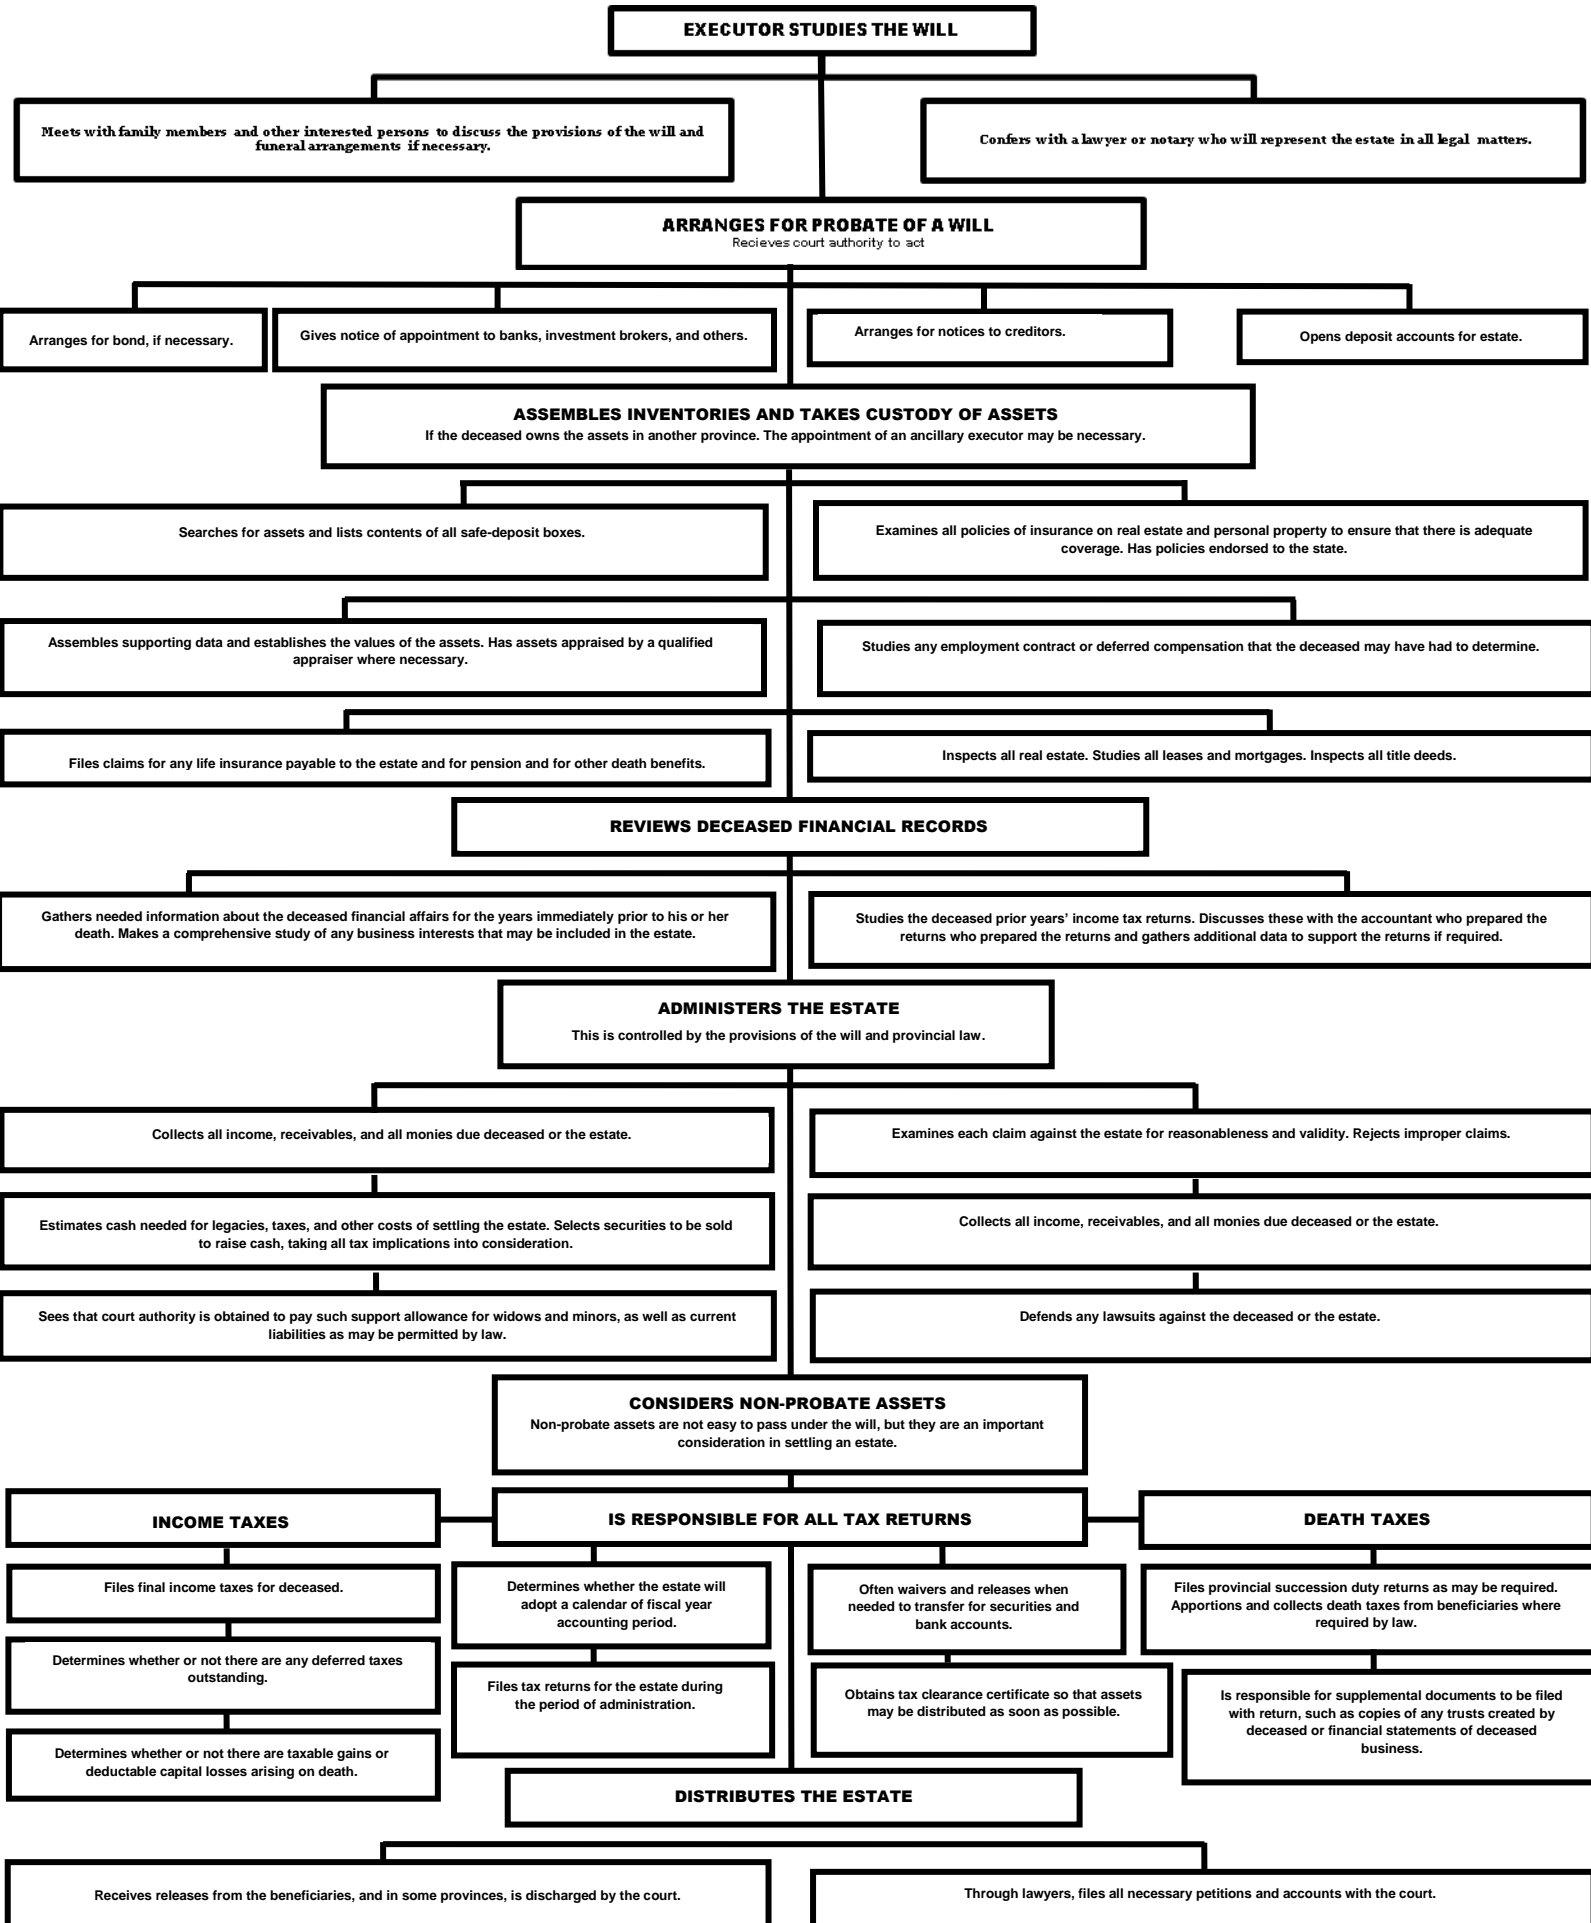 EXECUTOR STUDIES THE WILL
Meets with family members and other interested persons to discuss the provisions of the will and
funeral arrangements if necessary.
Confers with a lawyer or notary who will represent the estate in all legal matters.
ARRANGES FOR PROBATE OF A WILL
Recieves court authority to act
Arranges for bond, if necessary.
Gives notice of appointment to banks, investment brokers, and others.
Arranges for notices to creditors.
Opens deposit accounts for estate.
ASSEMBLES INVENTORIES AND TAKES CUSTODY OF ASSETS
If the deceased owns the assets in another province. The appointment of an ancillary executor may be necessary.
Searches for assets and lists contents of all safe-deposit boxes.
Examines all policies of insurance on real estate and personal property to ensure that there is adequate
coverage. Has policies endorsed to the state.
Assembles supporting data and establishes the values of the assets. Has assets appraised by a qualified
appraiser where necessary.
Studies any employment contract or deferred compensation that the deceased may have had to determine.
Files claims for any life insurance payable to the estate and for pension and for other death benefits.
Inspects all real estate. Studies all leases and mortgages. Inspects all title deeds.
REVIEWS DECEASED FINANCIAL RECORDS
Gathers needed information about the deceased financial affairs for the years immediately prior to his or her
death. Makes a comprehensive study of any business interests that may be included in the estate.
Studies the deceased prior years’ income tax returns. Discusses these with the accountant who prepared the
returns who prepared the returns and gathers additional data to support the returns if required.
ADMINISTERS THE ESTATE
This is controlled by the provisions of the will and provincial law.
Collects all income, receivables, and all monies due deceased or the estate.
Examines each claim against the estate for reasonableness and validity. Rejects improper claims.
Estimates cash needed for legacies, taxes, and other costs of settling the estate. Selects securities to be sold
to raise cash, taking all tax implications into consideration.
Collects all income, receivables, and all monies due deceased or the estate.
Sees that court authority is obtained to pay such support allowance for widows and minors, as well as current
liabilities as may be permitted by law.
Defends any lawsuits against the deceased or the estate.
CONSIDERS NON-PROBATE ASSETS
Non-probate assets are not easy to pass under the will, but they are an important
consideration in settling an estate.
INCOME TAXES
IS RESPONSIBLE FOR ALL TAX RETURNS
DEATH TAXES
Files final income taxes for deceased.
Determines whether or not there are any deferred taxes
outstanding.
Determines whether or not there are taxable gains or
deductable capital losses arising on death.
Determines whether the estate will
adopt a calendar of fiscal year
accounting period.
Files tax returns for the estate during
the period of administration.
Often waivers and releases when
needed to transfer for securities and
bank accounts.
Obtains tax clearance certificate so that assets
may be distributed as soon as possible.
Files provincial succession duty returns as may be required.
Apportions and collects death taxes from beneficiaries where
required by law.
Is responsible for supplemental documents to be filed
with return, such as copies of any trusts created by
deceased or financial statements of deceased
business.
DISTRIBUTES THE ESTATE
Receives releases from the beneficiaries, and in some provinces, is discharged by the court.
Through lawyers, files all necessary petitions and accounts with the court.